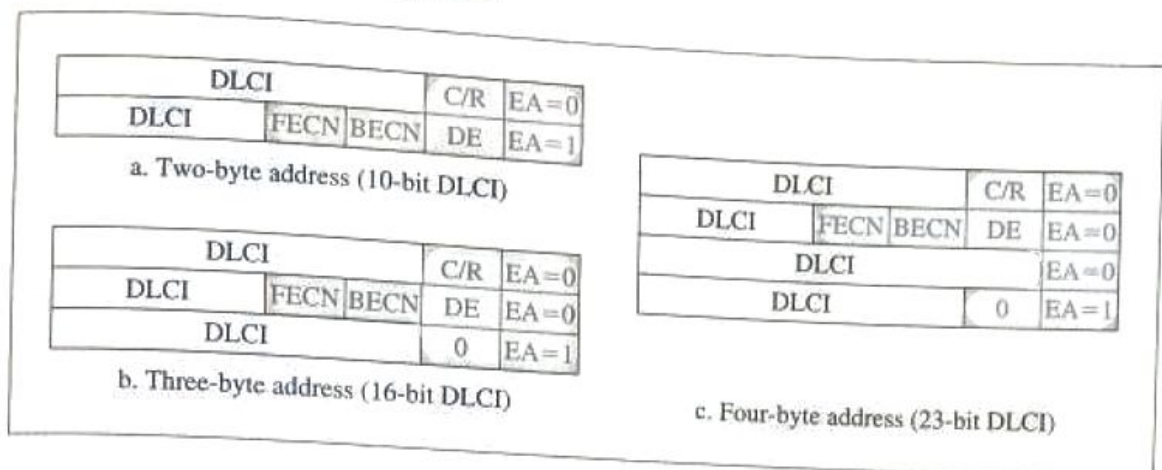 DLCI C/R EA=0
DLCI FECN BECN DE EA=1
a. Two-byte address (10-bit DLCI)
DLCI C/R EA=0
DLCI FECN BECN DE EA=0
DLCI 0 EA=1
b. Three-byte address (16-bit DLCI)
DLCI C/R EA=0
DLCI FECN BECN DE EA=0
DLCI EA=0
DLCI 0 EA=1
c. Four-byte address (23-bit DLCI)